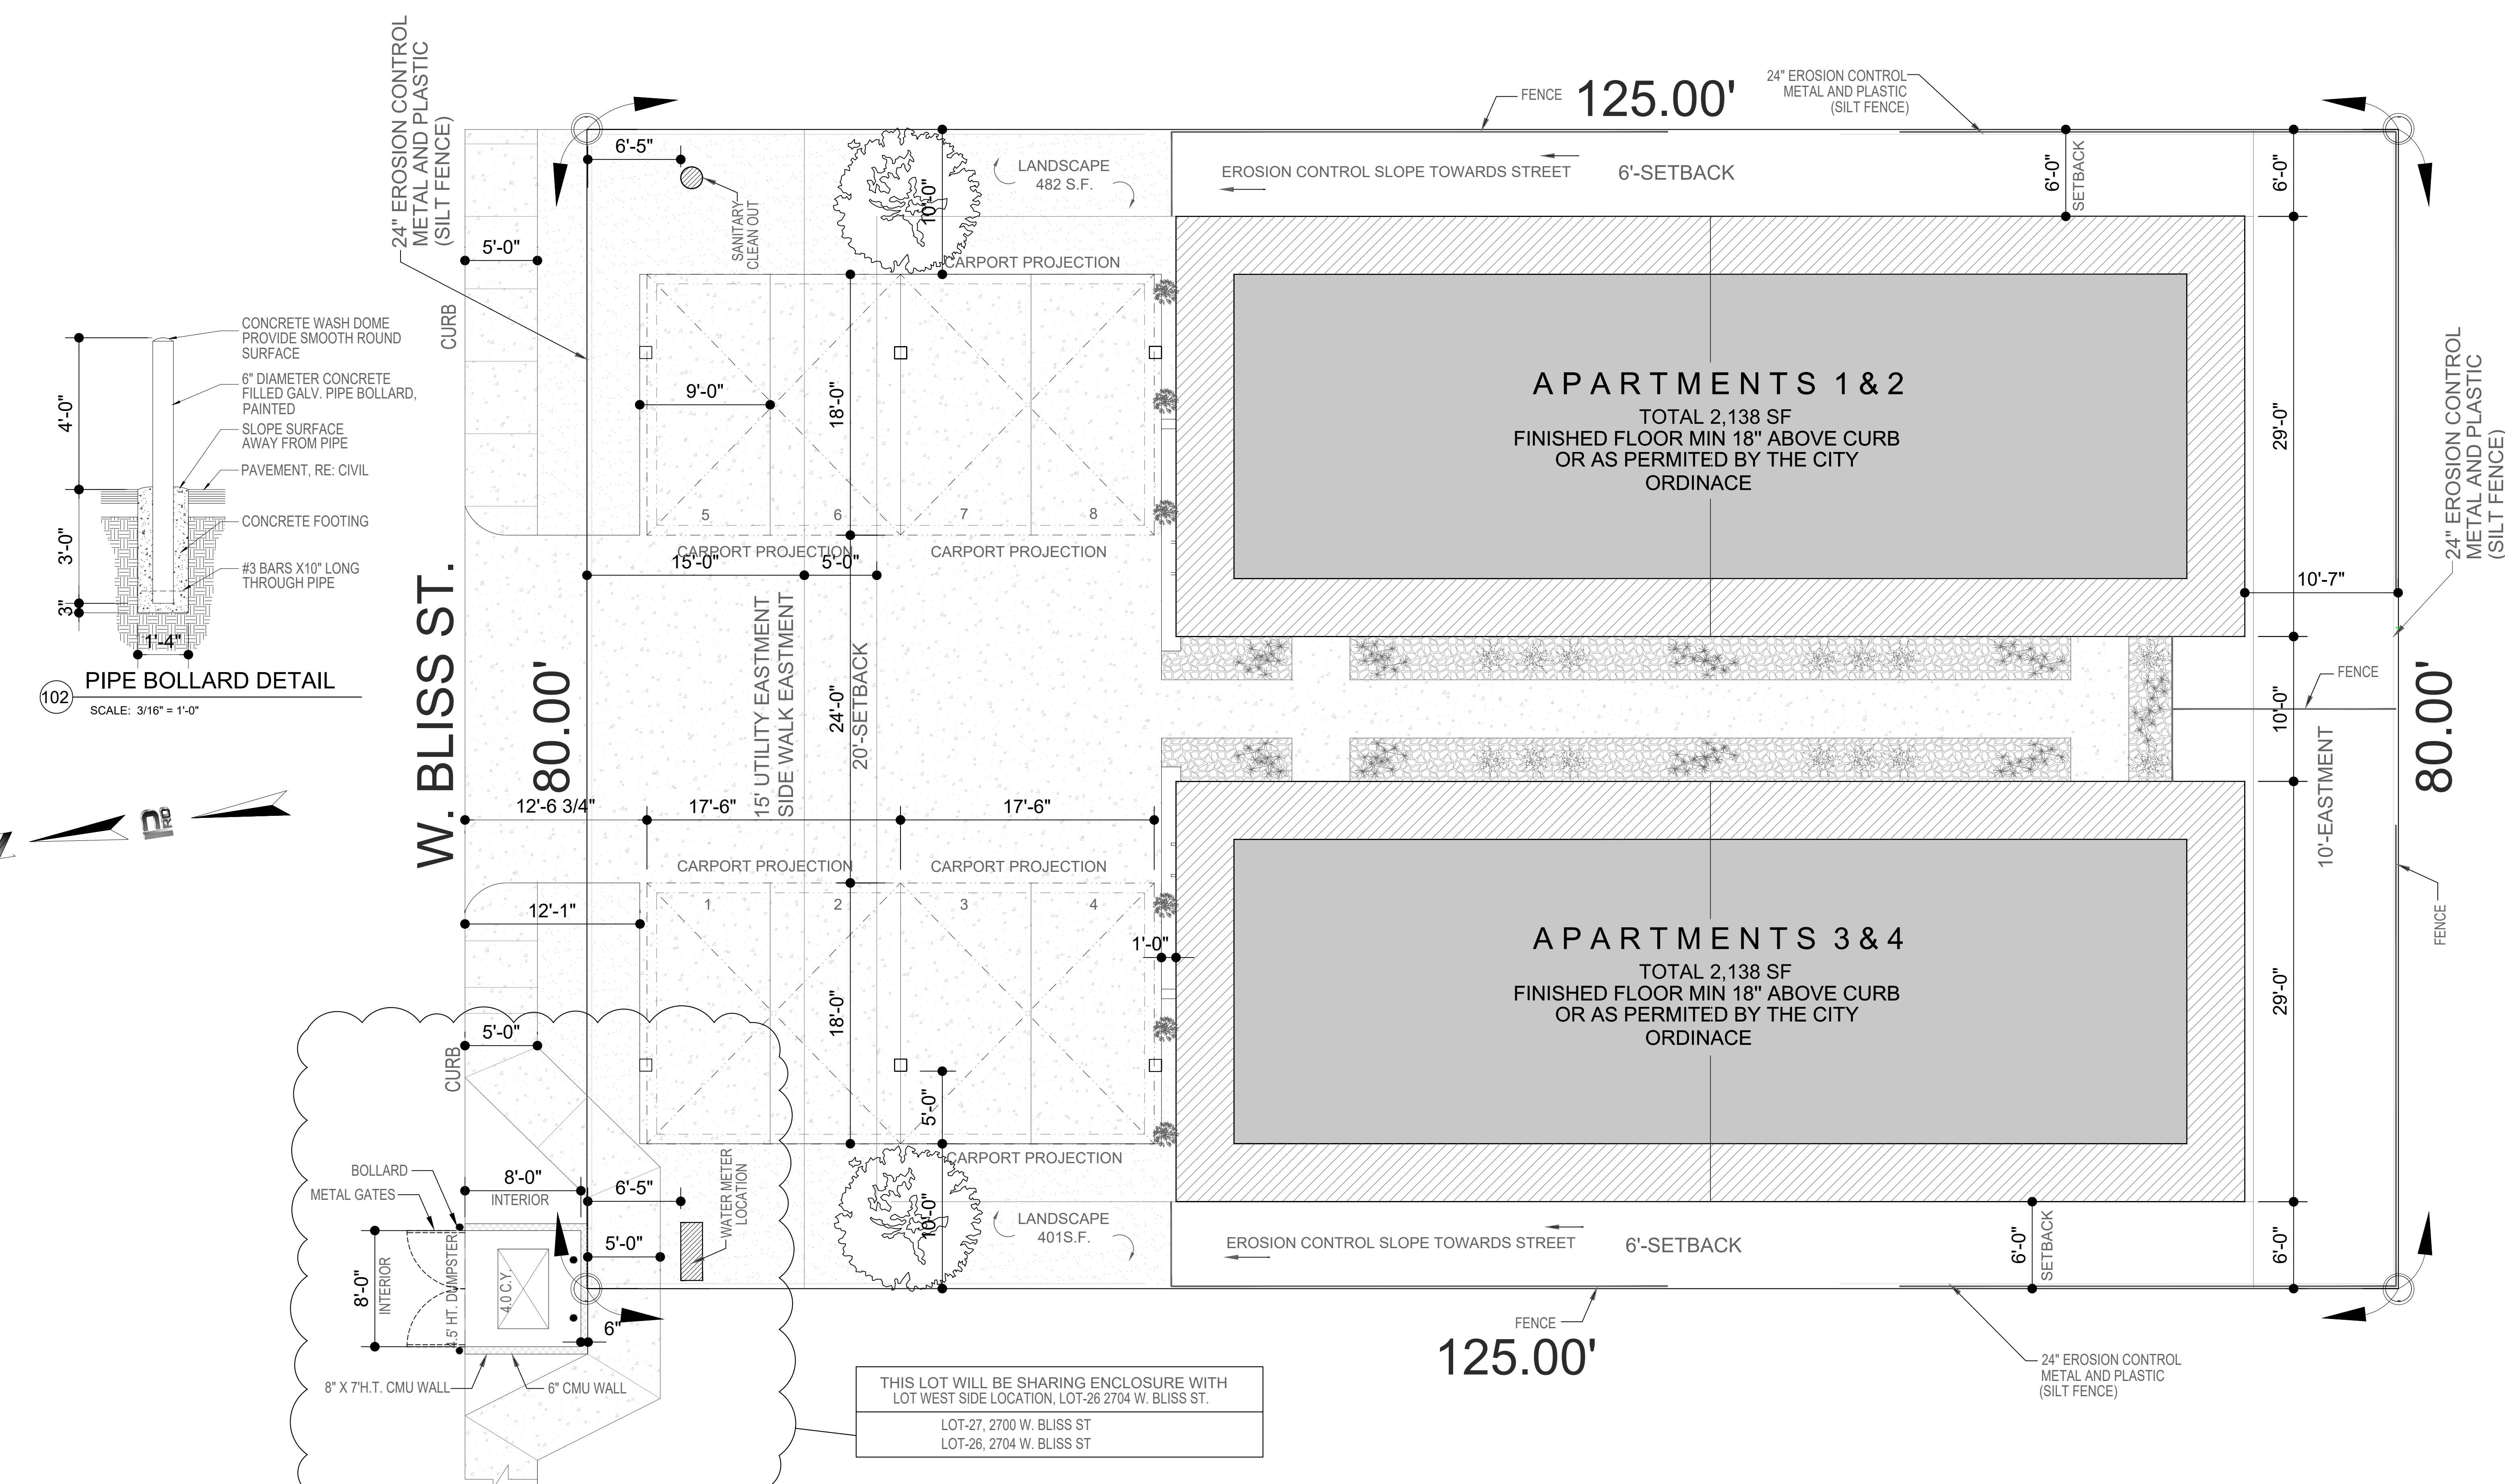 24" EROSION CONTROL
METAL AND PLASTIC
(SILT FENCE)
FENCE
125.00'
24" EROSION CONTROL
METAL AND PLASTIC
(SILT FENCE)
6'-5"
SANITARY
CLEAN OUT
10'-0"
LANDSCAPE
482 S.F.
EROSION CONTROL SLOPE TOWARDS STREET
6'-SETBACK
6'-0"
SETBACK
6'-0"
5'-0"
CURB
CARPORT PROJECTION
CONCRETE WASH DOME
PROVIDE SMOOTH ROUND
SURFACE
6" DIAMETER CONCRETE
FILLED GALV. PIPE BOLLARD,
PAINTED
SLOPE SURFACE
AWAY FROM PIPE
PAVEMENT, RE: CIVIL
CONCRETE FOOTING
#3 BARS X10" LONG
THROUGH PIPE
4'-0"
3'-0"
3"
1'-4"
102
PIPE BOLLARD DETAIL
SCALE: 3/16" = 1'-0"
9'-0"
18'-0"
5
6
7
8
CARPORT PROJECTION
CARPORT PROJECTION
15'-0"
5'-0"
APARTMENTS 1 & 2
TOTAL 2,138 SF
FINISHED FLOOR MIN 18" ABOVE CURB
OR AS PERMITED BY THE CITY
ORDINACE
29'-0"
10'-7"
24" EROSION CONTROL
METAL AND PLASTIC
(SILT FENCE)
W. BLISS ST.
80.00'
15' UTILITY EASTMENT
SIDE WALK EASTMENT
24'-0"
20'-SETBACK
10'-0"
FENCE
10'-EASTMENT
80.00'
12'-6 3/4"
17'-6"
17'-6"
CARPORT PROJECTION
CARPORT PROJECTION
1
2
3
4
12'-1"
1'-0"
18'-0"
5'-0"
CARPORT PROJECTION
APARTMENTS 3 & 4
TOTAL 2,138 SF
FINISHED FLOOR MIN 18" ABOVE CURB
OR AS PERMITED BY THE CITY
ORDINACE
29'-0"
FENCE
5'-0"
CURB
BOLLARD
METAL GATES
8'-0"
INTERIOR
6'-5"
WATER METER
LOCATION
5'-0"
8'-0"
INTERIOR
4.5' HT. DUMPSTER
4.0 C.Y.
6"
8" X 7'H.T. CMU WALL
6" CMU WALL
10'-0"
LANDSCAPE
401S.F.
EROSION CONTROL SLOPE TOWARDS STREET
6'-SETBACK
6'-0"
SETBACK
6'-0"
FENCE
125.00'
24" EROSION CONTROL
METAL AND PLASTIC
(SILT FENCE)
THIS LOT WILL BE SHARING ENCLOSURE WITH
LOT WEST SIDE LOCATION, LOT-26 2704 W. BLISS ST.
LOT-27, 2700 W. BLISS ST
LOT-26, 2704 W. BLISS ST